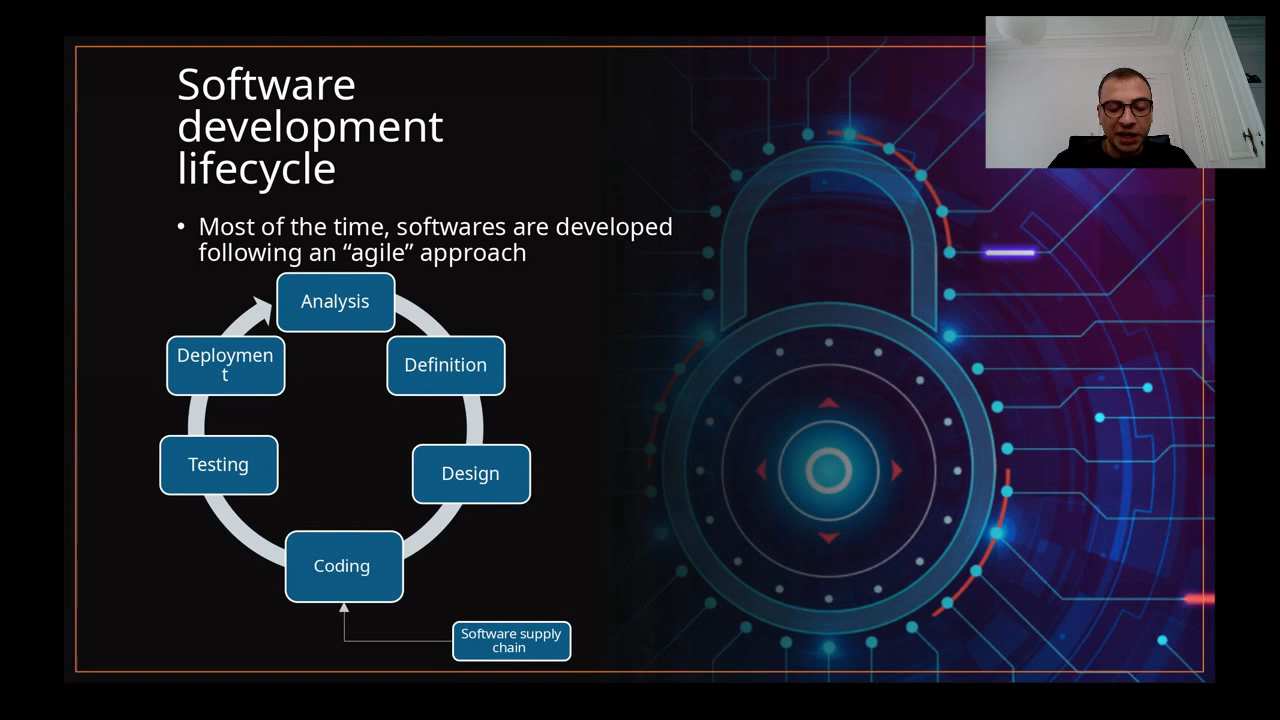 Software
development
lifecycle
• Most of the time, softwares are developed
following an “agile” approach
Analysis
Deploymen
t
Definition
Testing
Design
Coding
Software supply
chain